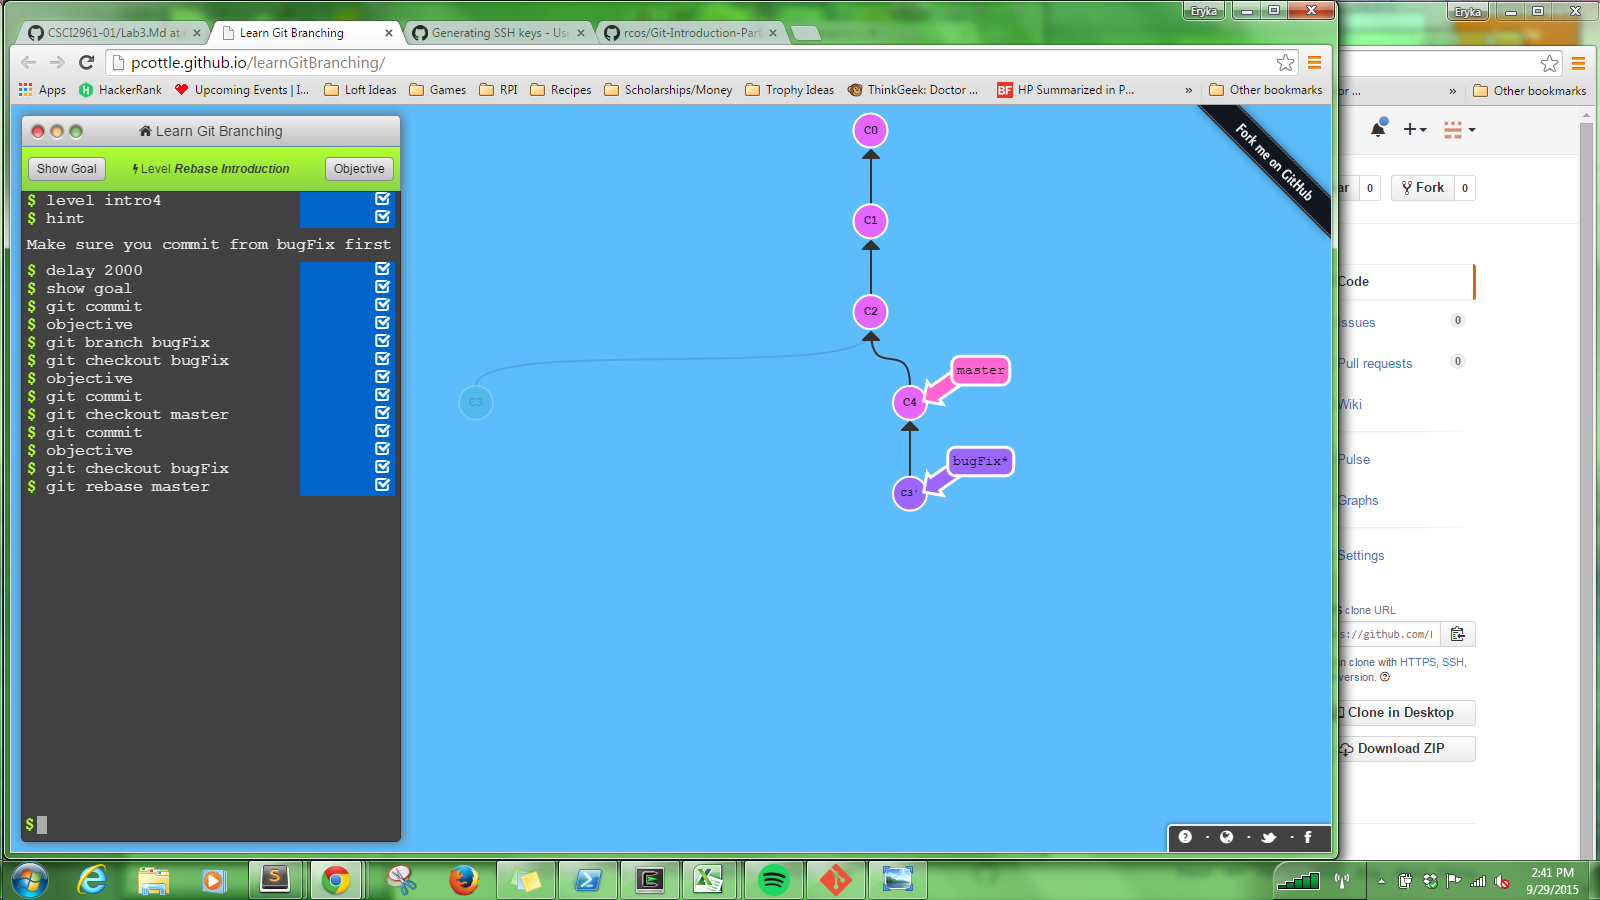 Eryka
Eryka
CSCI2961-01/Lab3.Md at
Learn Git Branching
Generating SSH keys - Use
rcos/Git-Introduction-Part
pcottle.github.io/learnGitBranching/
Apps
HackerRank
Upcoming Events | I...
Loft Ideas
Games
RPI
Recipes
Scholarships/Money
Trophy Ideas
ThinkGeek: Doctor ...
BF HP Summarized in P...
»
Other bookmarks
or ...
»
Other bookmarks
Learn Git Branching
Show Goal
Level Rebase Introduction
Objective
$ level intro4
$ hint
Make sure you commit from bugFix first
$ delay 2000
$ show goal
$ git commit
$ objective
$ git branch bugFix
$ git checkout bugFix
$ objective
$ git commit
$ git checkout master
$ git commit
$ objective
$ git checkout bugFix
$ git rebase master
$
C0
C1
C2
C3
C4
master
bugFix*
C3'
Fork me on GitHub
ar 0
Fork 0
Code
Issues 0
Pull requests 0
Wiki
Pulse
Graphs
Settings
S clone URL
s://github.com/
n clone with HTTPS, SSH,
version.
Clone in Desktop
Download ZIP
2:41 PM
9/29/2015